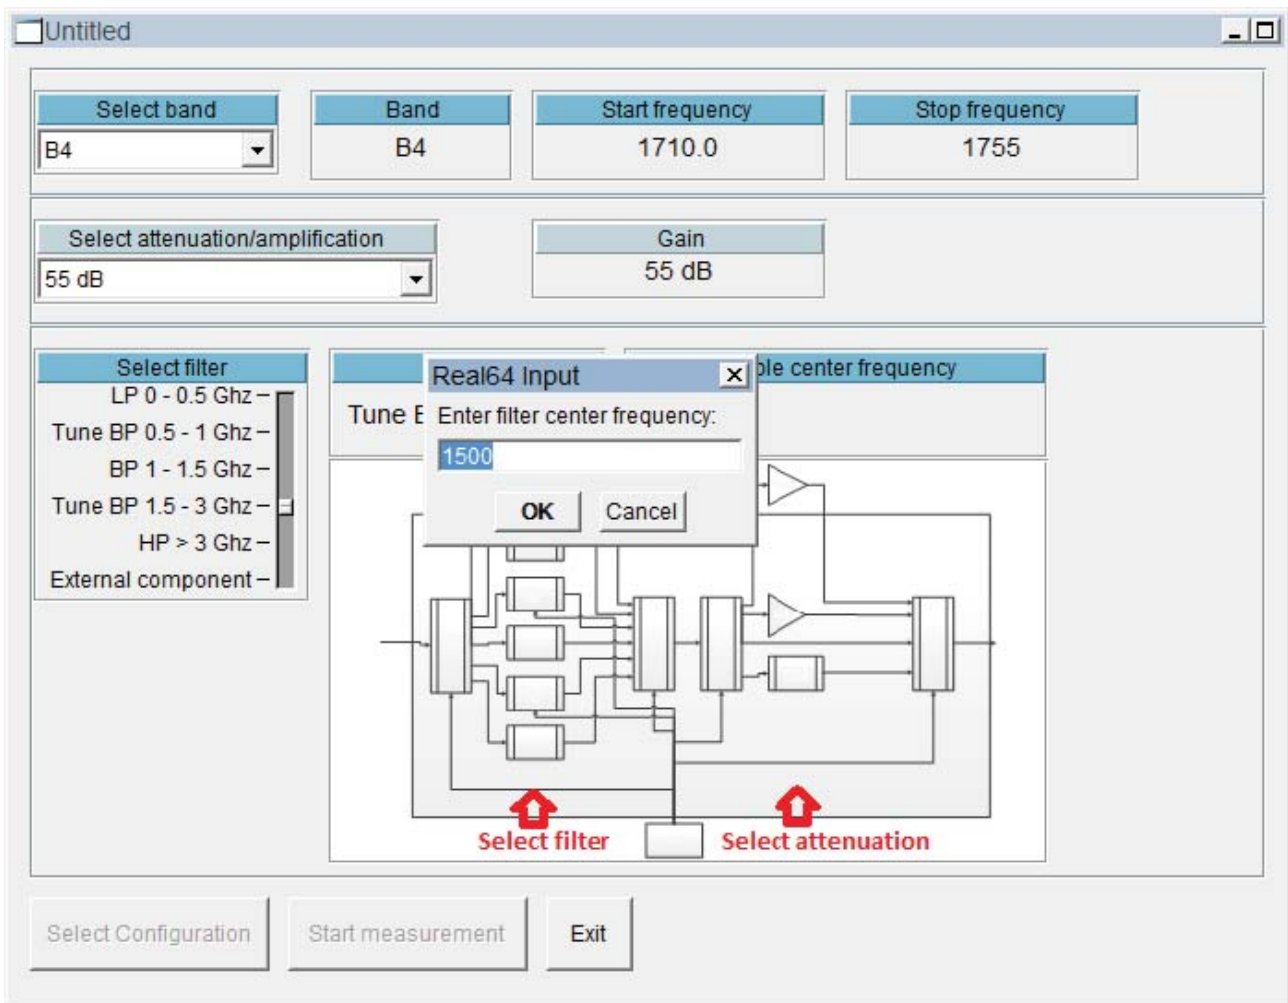 Untitled
Select band
Band
Start frequency
Stop frequency
B4
B4
1710.0
1755
Select attenuation/amplification
Gain
55 dB
55 dB
Select filter
LP 0 - 0.5 Ghz
Tune BP 0.5 - 1 Ghz
BP 1 - 1.5 Ghz
Tune BP 1.5 - 3 Ghz
HP > 3 Ghz
External component
Tune
center frequency
Real64 Input
Enter filter center frequency:
1500
OK
Cancel
Select filter
Select attenuation
Select Configuration
Start measurement
Exit